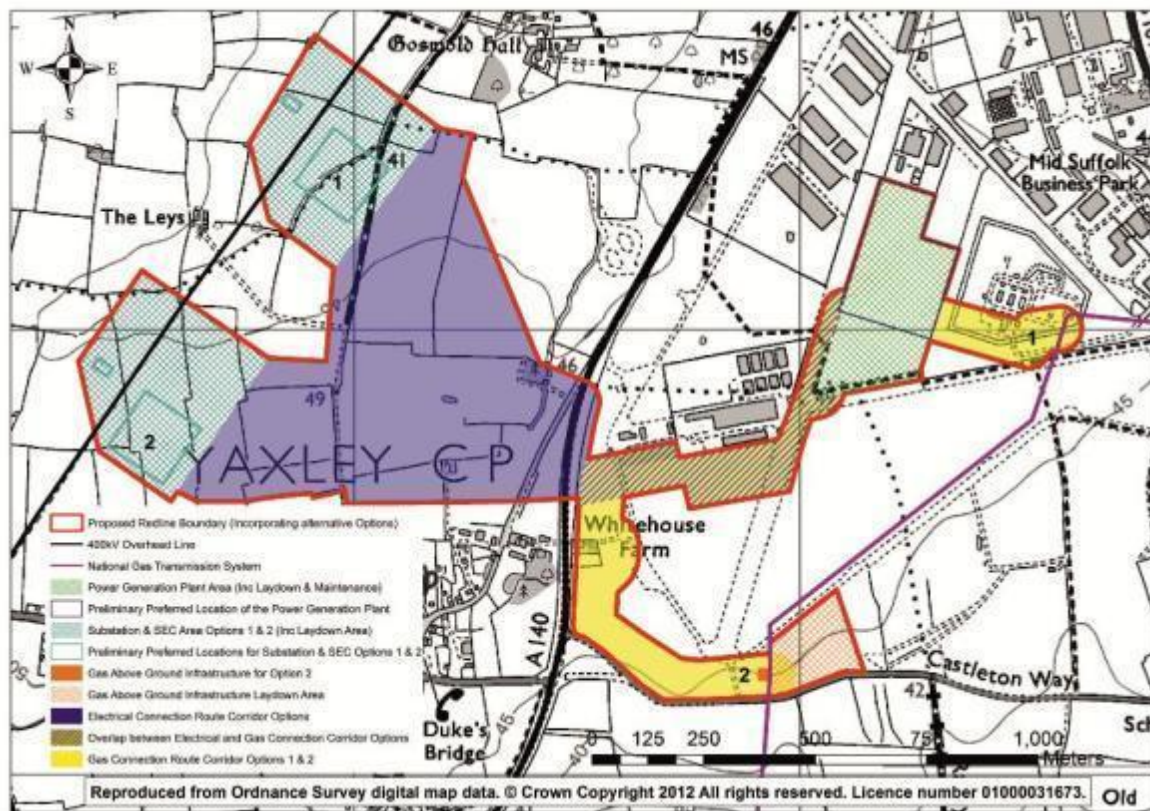 N
W E
S
Goswold Hall
46
MS
41
1
The Leys
Mid Suffolk
Business Park
D
D
1
46
49
2
YAXLEY CP
45
Whitehouse
Farm
Proposed Redline Boundary (Incorporating alternative Options)
400kV Overhead Line
National Gas Transmission System
Power Generation Plant Area (Inc Laydown & Maintenance)
Preliminary Preferred Location of the Power Generation Plant
Substation & SEC Area Options 1 & 2 (Inc Laydown Area)
Preliminary Preferred Locations for Substation & SEC Options 1 & 2
Gas Above Ground Infrastructure for Option 2
Gas Above Ground Infrastructure Laydown Area
Electrical Connection Route Corridor Options
Overlap between Electrical and Gas Connection Corridor Options
Gas Connection Route Corridor Options 1 & 2
50
A140
2
Castleton Way
42
Sch
Duke's
Bridge
45
40
0 125 250 500 750 1,000
Meters
Reproduced from Ordnance Survey digital map data. © Crown Copyright 2012 All rights reserved. Licence number 01000031673.
Old